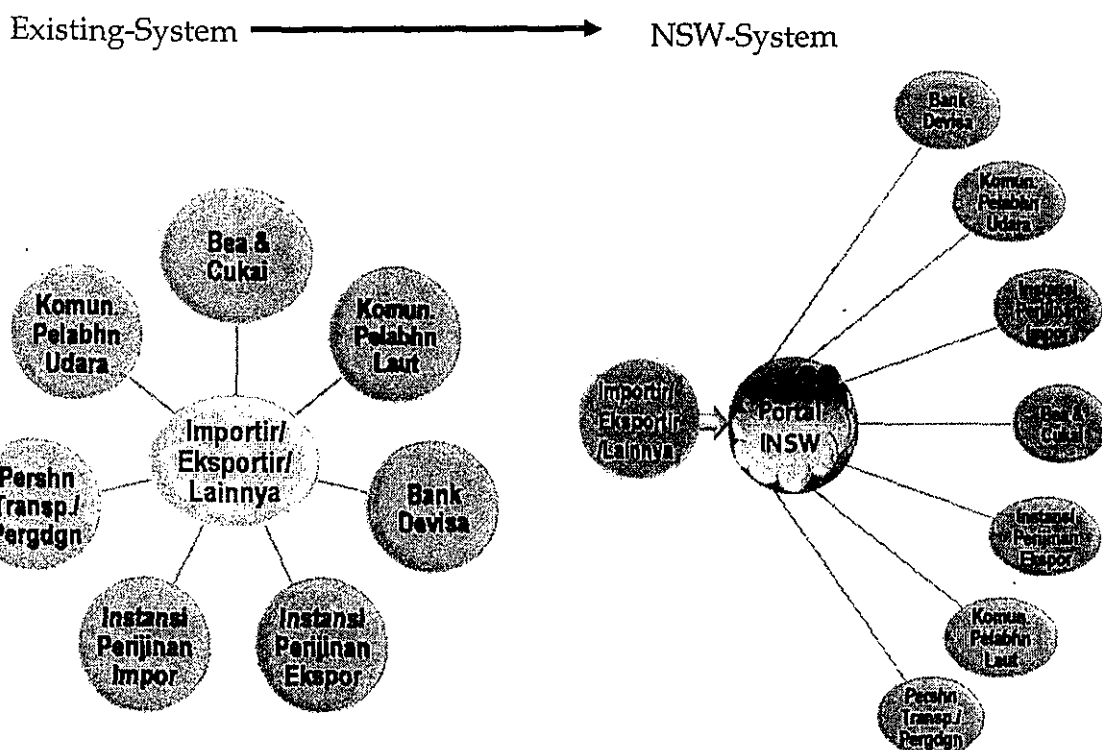 Existing-System
NSW-System
Bea &
Cukai
Komun.
Pelabhn
Udara
Komun.
Pelabhn
Laut
Importir/
Eksportir/
Lainnya
Pershn
Transp./
Pergdgn
Bank
Devisa
Instansi
Perijinan
Impor
Instansi
Perijinan
Ekspor
Bank
Devisa
Komun.
Pelabhn
Udara
Instansi
Perijinan
Impor
Importir/
Eksportir
/Lainnya
Portal
INSW
Bea &
Cukai
Instansi
Perijinan
Ekspor
Komun.
Pelabhn
Laut
Pershn
Transp./
Pergdgn